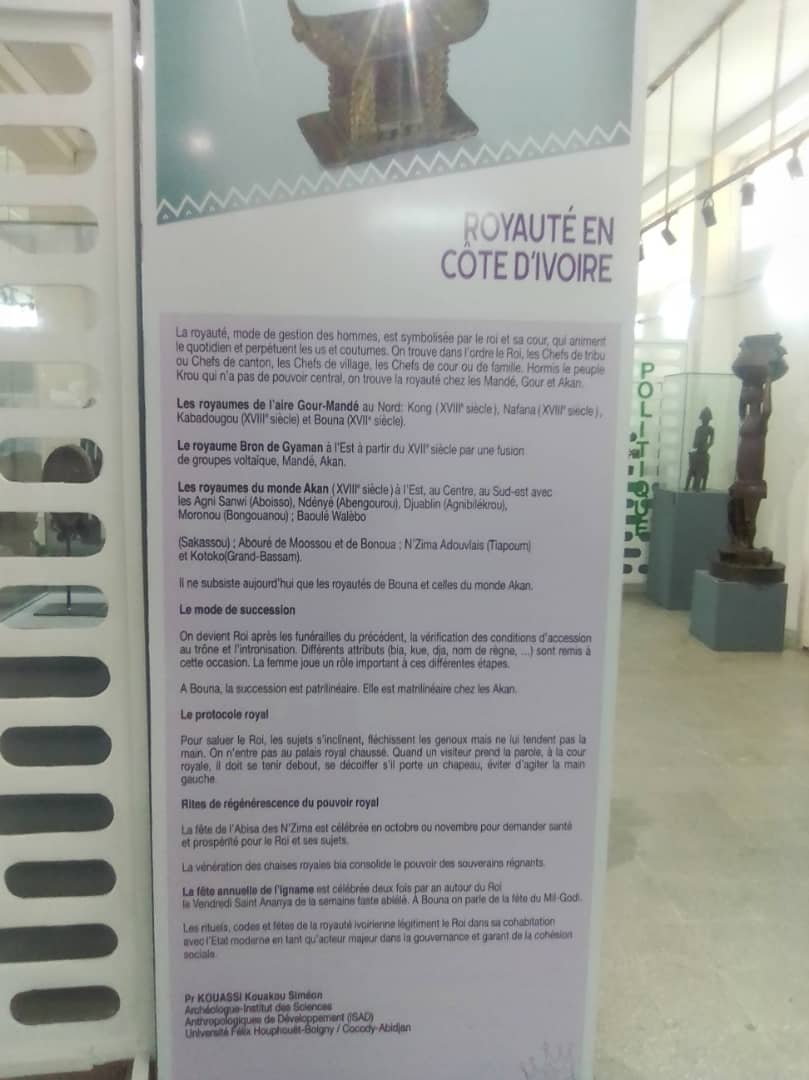 ROYAUTÉ EN
CÔTE D'IVOIRE
La royauté, mode de gestion des hommes, est symbolisée par le roi et sa cour, qui animent
le quotidien et perpétuent les us et coutumes. On trouve dans l'ordre le Roi, les Chefs de tribu
ou Chefs de canton, les Chefs de village, les Chefs de cour ou de famille. Hormis le peuple
Krou qui n'a pas de pouvoir central, on trouve la royauté chez les Mandé, Gour et Akan.
Les royaumes de l'aire Gour-Mandé au Nord: Kong (XVIIIᵉ siècle), Nafana (XVIIIᵉ siècle),
Kabadougou (XVIIIᵉ siècle) et Bouna (XVIIᵉ siècle).
Le royaume Bron de Gyaman à l'Est à partir du XVIIᵉ siècle par une fusion
de groupes voltaïque, Mandé, Akan.
Les royaumes du monde Akan (XVIIIᵉ siècle) à l'Est, au Centre, au Sud-est avec
les Agni Sanwi (Aboisso), Ndényé (Abengourou), Djuablin (Agnibilékrou),
Moronou (Bongouanou) ; Baoulé Walèbo
(Sakassou) ; Abouré de Moossou et de Bonoua ; N'Zima Adouvlais (Tiapoum)
et Kotoko(Grand-Bassam).
Il ne subsiste aujourd'hui que les royautés de Bouna et celles du monde Akan.
Le mode de succession
On devient Roi après les funérailles du précédent, la vérification des conditions d'accession
au trône et l'intronisation. Différents attributs (bia, kue, dja, nom de règne, ...) sont remis à
cette occasion. La femme joue un rôle important à ces différentes étapes.
A Bouna, la succession est patrilinéaire. Elle est matrilinéaire chez les Akan.
Le protocole royal
Pour saluer le Roi, les sujets s'inclinent, fléchissent les genoux mais ne lui tendent pas la
main. On n'entre pas au palais royal chaussé. Quand un visiteur prend la parole, à la cour
royale, il doit se tenir debout, se décoiffer s'il porte un chapeau, éviter d'agiter la main
gauche.
Rites de régénérescence du pouvoir royal
La fête de l'Abisa des N'Zima est célébrée en octobre ou novembre pour demander santé
et prospérité pour le Roi et ses sujets.
La vénération des chaises royales bia consolide le pouvoir des souverains régnants.
La fête annuelle de l'igname est célébrée deux fois par an autour du Roi
le Vendredi Saint Ananya de la semaine faste ablélé. A Bouna on parle de la fête du Mil-Godi.
Les rituels, codes et fêtes de la royauté ivoirienne légitiment le Roi dans sa cohabitation
avec l'Etat moderne en tant qu'acteur majeur dans la gouvernance et garant de la cohésion
sociale.
Pr KOUASSI Kouakou Siméon
Archéologue-Institut des Sciences
Anthropologiques de Développement (ISAD)
Université Félix Houphouët-Boigny / Cocody-Abidjan
POLITIQUE